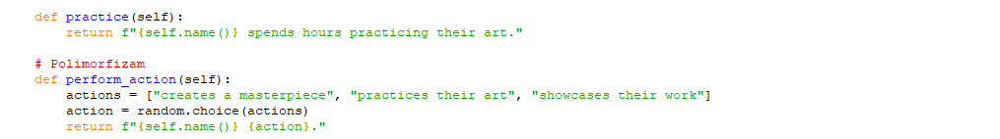 def practice(self):
return f"{self.name()} spends hours practicing their art."
# Polimorfizam
def perform_action(self):
actions = ["creates a masterpiece", "practices their art", "showcases their work"]
action = random.choice(actions)
return f"{self.name()} {action}."